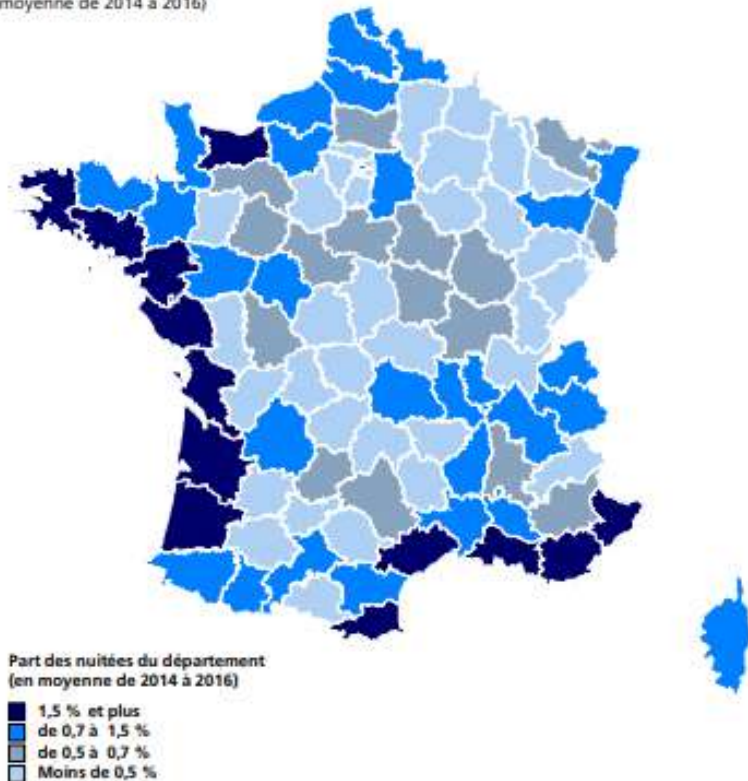 moyenne de 2014 à 2016)
Part des nuitées du département
(en moyenne de 2014 à 2016)
1,5 % et plus
de 0,7 à 1,5 %
de 0,5 à 0,7 %
Moins de 0,5 %